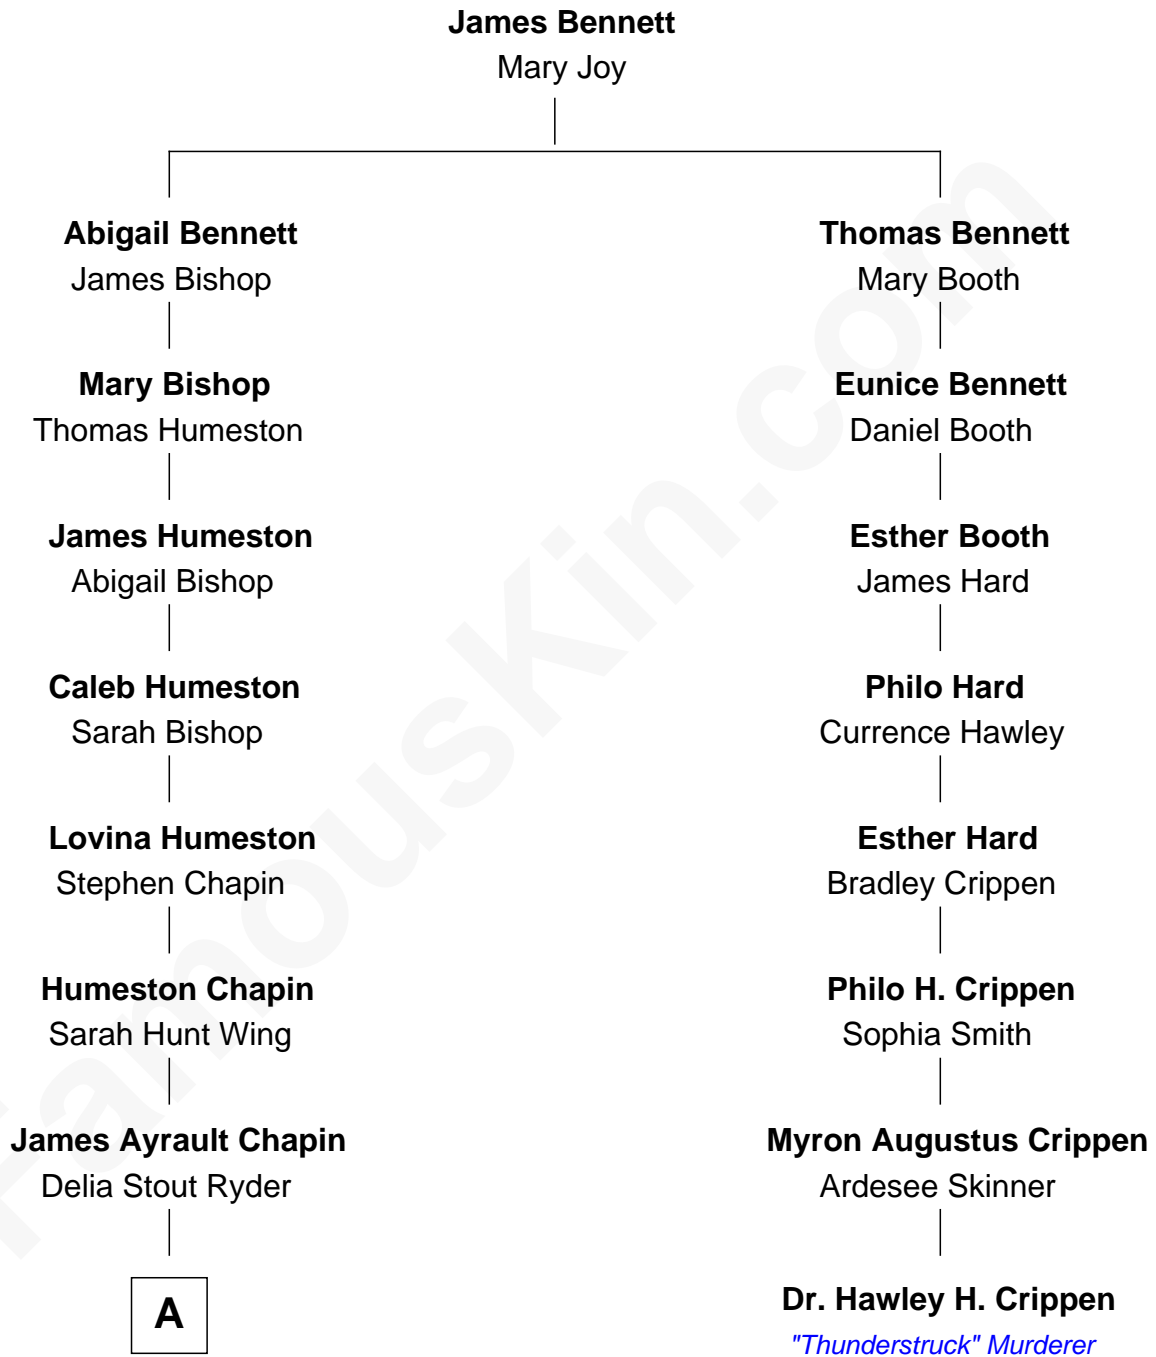 James Bennett
Mary Joy
Abigail Bennett
James Bishop
Thomas Bennett
Mary Booth
Mary Bishop
Thomas Humeston
Eunice Bennett
Daniel Booth
James Humeston
Abigail Bishop
Esther Booth
James Hard
Caleb Humeston
Sarah Bishop
Philo Hard
Currence Hawley
Lovina Humeston
Stephen Chapin
Esther Hard
Bradley Crippen
Humeston Chapin
Sarah Hunt Wing
Philo H. Crippen
Sophia Smith
James Ayrault Chapin
Delia Stout Ryder
Myron Augustus Crippen
Ardesee Skinner
A
Dr. Hawley H. Crippen
"Thunderstruck" Murderer
FamousKin.com